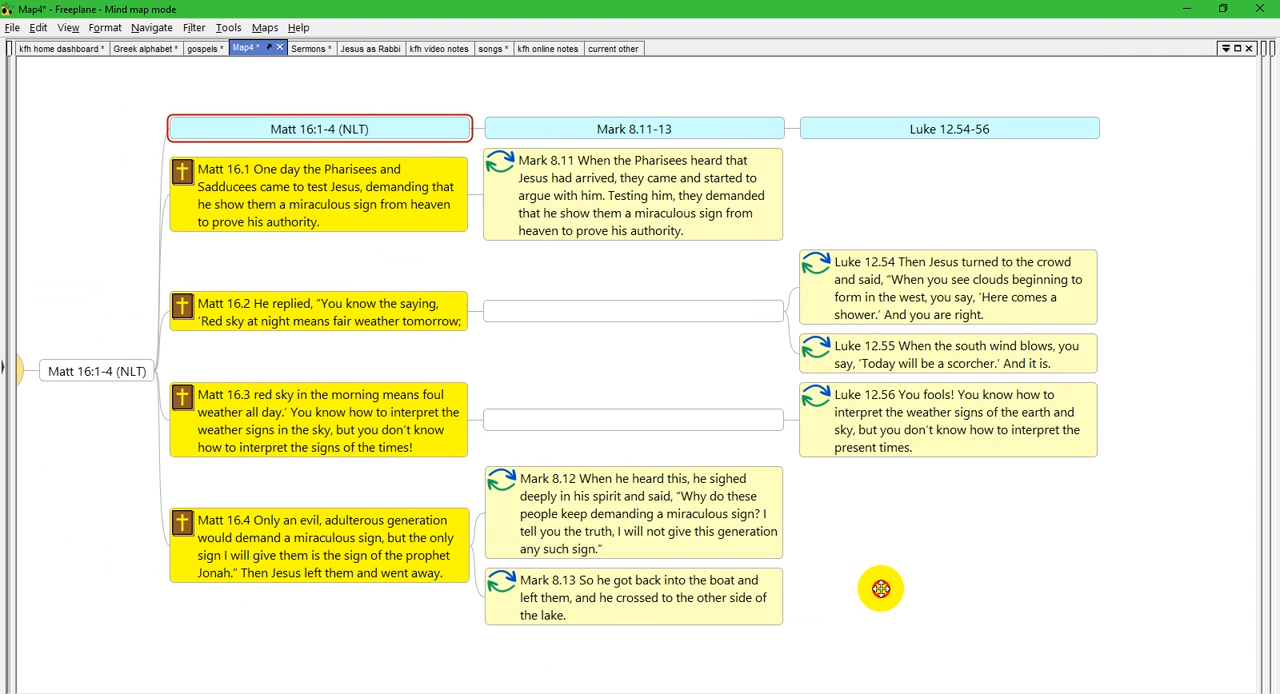 Map4* - Freeplane - Mind map mode
File Edit View Format Navigate Filter Tools Maps Help
kfh home dashboard * Greek alphabet * gospels * Map4 * Sermons * Jesus as Rabbi kfh video notes songs * kfh online notes current other
Matt 16:1-4 (NLT)
Matt 16:1-4 (NLT)
Mark 8.11-13
Luke 12.54-56
Matt 16.1 One day the Pharisees and
Sadducees came to test Jesus, demanding that
he show them a miraculous sign from heaven
to prove his authority.
Mark 8.11 When the Pharisees heard that
Jesus had arrived, they came and started to
argue with him. Testing him, they demanded
that he show them a miraculous sign from
heaven to prove his authority.
Matt 16.2 He replied, “You know the saying,
‘Red sky at night means fair weather tomorrow;
Luke 12.54 Then Jesus turned to the crowd
and said, “When you see clouds beginning to
form in the west, you say, ‘Here comes a
shower.’ And you are right.
Luke 12.55 When the south wind blows, you
say, ‘Today will be a scorcher.’ And it is.
Matt 16.3 red sky in the morning means foul
weather all day.’ You know how to interpret the
weather signs in the sky, but you don’t know
how to interpret the signs of the times!
Luke 12.56 You fools! You know how to
interpret the weather signs of the earth and
sky, but you don’t know how to interpret the
present times.
Matt 16.4 Only an evil, adulterous generation
would demand a miraculous sign, but the only
sign I will give them is the sign of the prophet
Jonah.” Then Jesus left them and went away.
Mark 8.12 When he heard this, he sighed
deeply in his spirit and said, “Why do these
people keep demanding a miraculous sign? I
tell you the truth, I will not give this generation
any such sign.”
Mark 8.13 So he got back into the boat and
left them, and he crossed to the other side of
the lake.